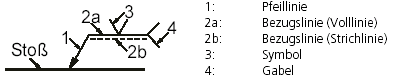 2a
3
1
2b
4
Stoß
1: Pfeillinie
2a: Bezugslinie (Volllinie)
2b: Bezugslinie (Strichlinie)
3: Symbol
4: Gabel